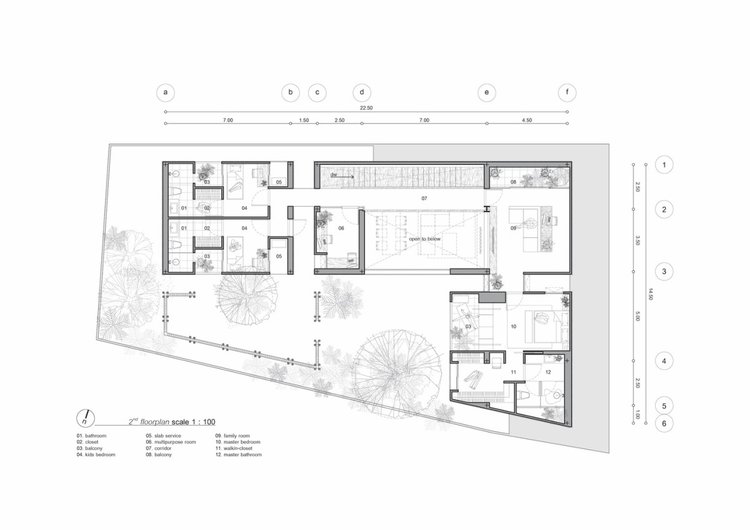 a b c d e f
22.50
7.00 1.50 2.50 7.00 4.50
1
2.50
2
3.50
3
14.50
5.00
4
2.50
5
1.00
6
03 05 dw 08
07
01 02 04
06 09
01 02 04 open to below
03 05
03 10
11 12
n
2ND floorplan scale 1 : 100
01 bathroom
02 closet
03 balcony
04 kids bedroom
05 slab service
06 multipurpose room
07 corridor
08 balcony
09 family room
10 master bedroom
11 walkin-closet
12 master bathroom